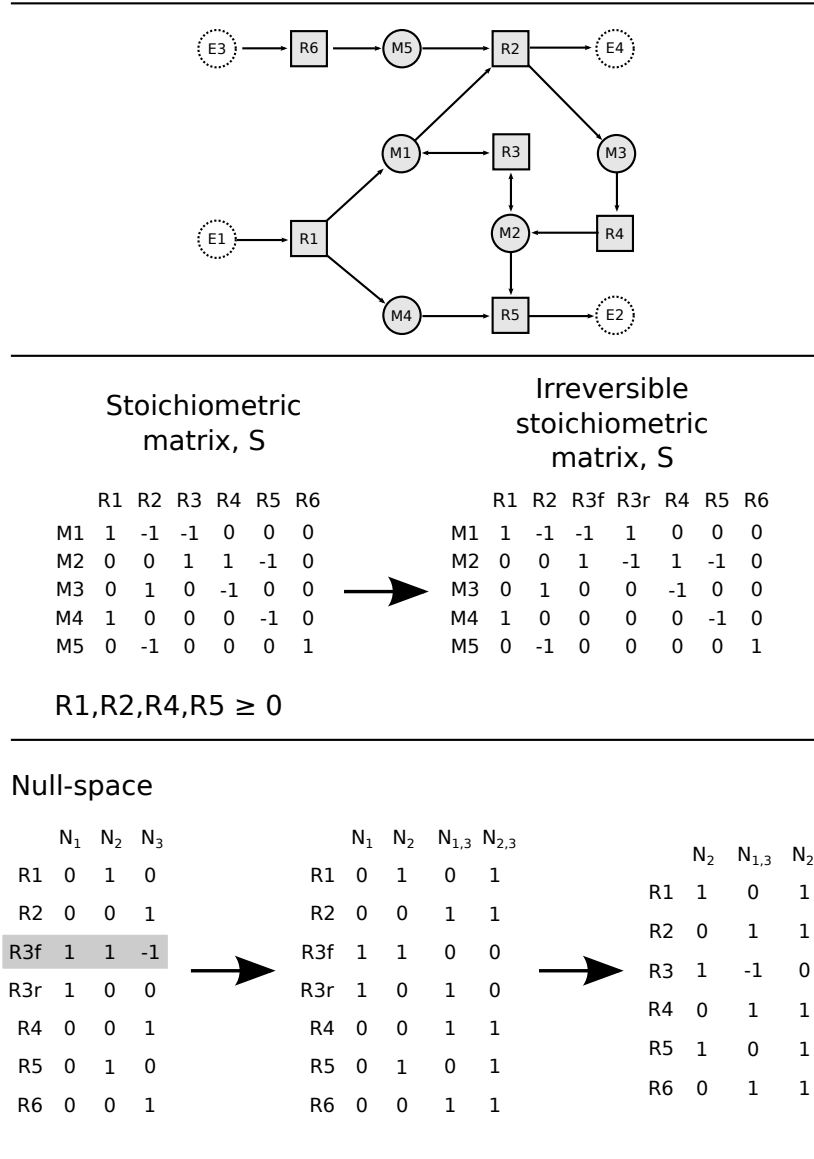 E3 R6 M5 R2 E4
M1 R3 M3
E1 R1 M2 R4
M4 R5 E2
Stoichiometric
matrix, S
R1 R2 R3 R4 R5 R6
M1 1 -1 -1 0 0 0
M2 0 0 1 1 -1 0
M3 0 1 0 -1 0 0
M4 1 0 0 0 -1 0
M5 0 -1 0 0 0 1
R1,R2,R4,R5 ≥ 0
Irreversible
stoichiometric
matrix, S
R1 R2 R3f R3r R4 R5 R6
M1 1 -1 -1 1 0 0 0
M2 0 0 1 -1 1 -1 0
M3 0 1 0 0 -1 0 0
M4 1 0 0 0 0 -1 0
M5 0 -1 0 0 0 0 1
Null-space
N1 N2 N3
R1 0 1 0
R2 0 0 1
R3f 1 1 -1
R3r 1 0 0
R4 0 0 1
R5 0 1 0
R6 0 0 1
N1 N2 N1,3 N2,3
R1 0 1 0 1
R2 0 0 1 1
R3f 1 1 0 0
R3r 1 0 1 0
R4 0 0 1 1
R5 0 1 0 1
R6 0 0 1 1
N2 N1,3 N2
R1 1 0 1
R2 0 1 1
R3 1 -1 0
R4 0 1 1
R5 1 0 1
R6 0 1 1